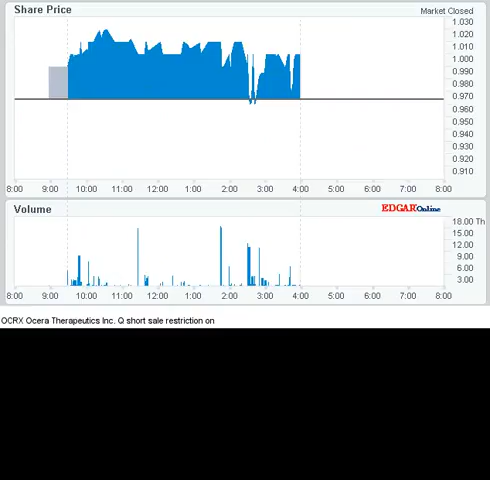 Share Price
Market Closed
1.030
1.020
1.010
1.000
0.990
0.980
0.970
0.960
0.950
0.940
0.930
0.920
0.910
8:00 9:00 10:00 11:00 12:00 1:00 2:00 3:00 4:00 5:00 6:00 7:00 8:00
Volume
EDGAR Online
18.00 Th
15.00
12.00
9.00
6.00
3.00
8:00 9:00 10:00 11:00 12:00 1:00 2:00 3:00 4:00 5:00 6:00 7:00 8:00
OCRX Ocera Therapeutics Inc. Q short sale restriction on